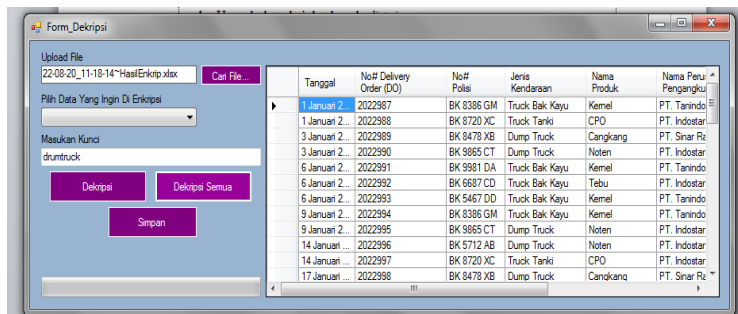 Form_Dekripsi
Upload File
22-08-20_11-18-14~HasilEnkrip.xlsx
Cari File...
Pilih Data Yang Ingin Di Enkripsi
Masukan Kunci
drumtruck
Dekripsi
Dekripsi Semua
Simpan
Tanggal No# Delivery Order (DO) No# Polisi Jenis Kendaraan Nama Produk Nama Peru Pengangku
1 Januari 2... 2022987 BK 8386 GM Truck Bak Kayu Kernel PT. Tanindo
1 Januari 2... 2022988 BK 8720 XC Truck Tanki CPO PT. Indostar
3 Januari 2... 2022989 BK 8478 XB Dump Truck Cangkang PT. Sinar Ra
3 Januari 2... 2022990 BK 9865 CT Dump Truck Noten PT. Indostar
6 Januari 2... 2022991 BK 9981 DA Truck Bak Kayu Kernel PT. Tanindo
6 Januari 2... 2022992 BK 6687 CD Truck Bak Kayu Tebu PT. Indostar
6 Januari 2... 2022993 BK 5467 DD Truck Bak Kayu Kernel PT. Tanindo
9 Januari 2... 2022994 BK 8386 GM Truck Bak Kayu Kernel PT. Tanindo
9 Januari 2... 2022995 BK 9865 CT Dump Truck Noten PT. Indostar
14 Januari ... 2022996 BK 5712 AB Dump Truck Noten PT. Indostar
14 Januari ... 2022997 BK 8720 XC Truck Tanki CPO PT. Indostar
17 Januari ... 2022998 BK 8478 XB Dump Truck Cangkang PT. Sinar Ra